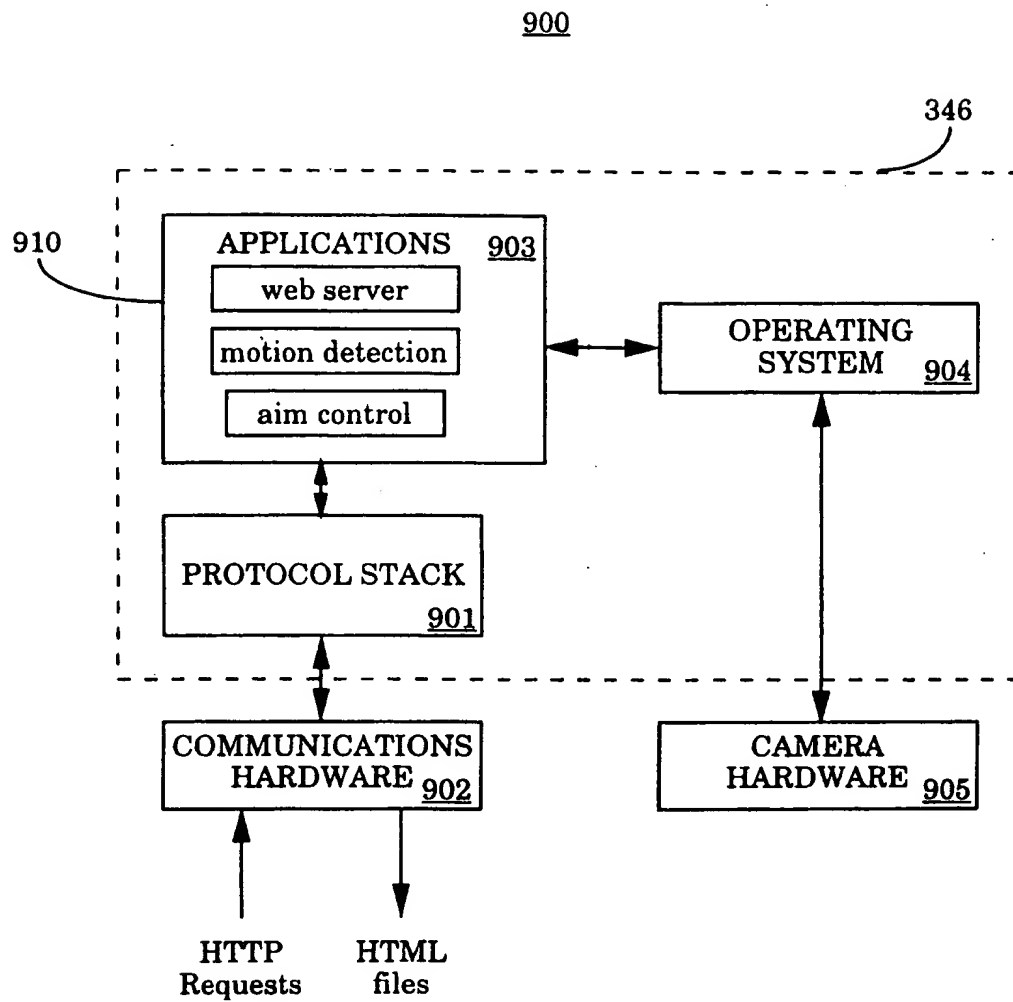 900
346
910
APPLICATIONS
903
web server
motion detection
aim control
OPERATING
SYSTEM
904
PROTOCOL STACK
901
COMMUNICATIONS
HARDWARE
902
CAMERA
HARDWARE
905
HTTP
Requests
HTML
files